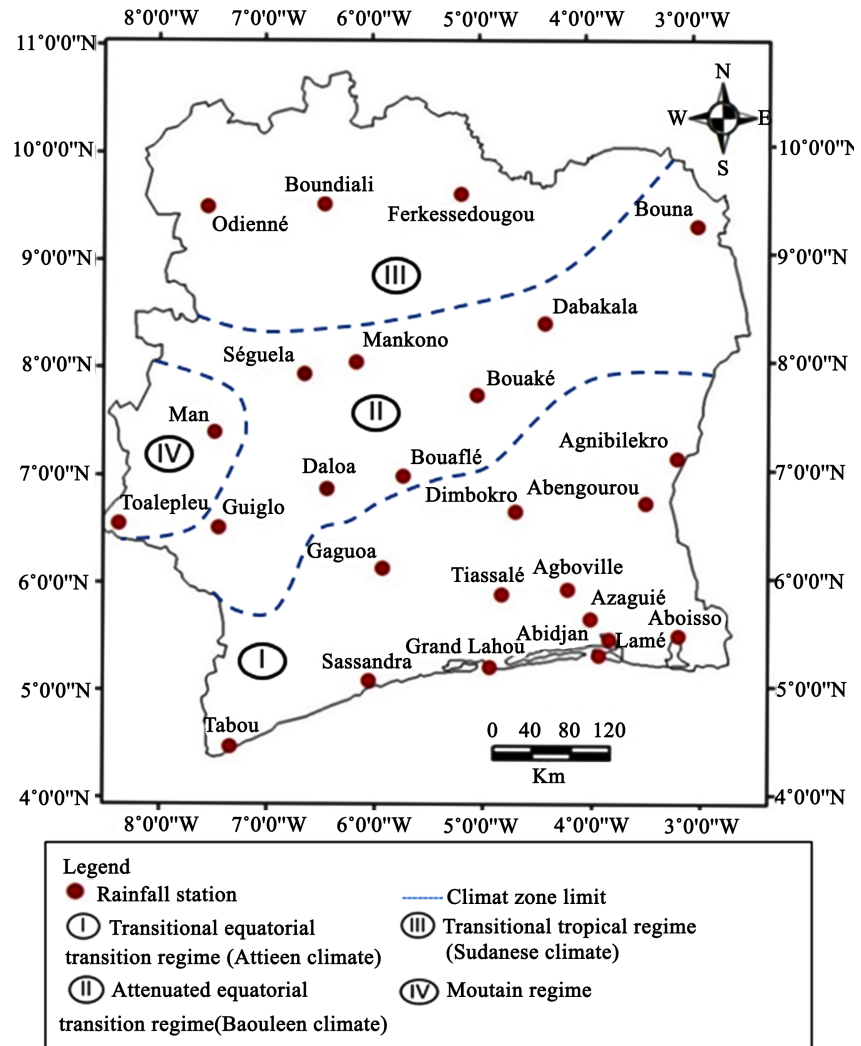 8°0'0"W 7°0'0"W 6°0'0"W 5°0'0"W 4°0'0"W 3°0'0"W
11°0'0"N
N
W E
S
10°0'0"N 10°0'0"N
Boundiali
Odienné
Ferkessedougou
Bouna
9°0'0"N 9°0'0"N
III
Dabakala
Mankono
Séguela
8°0'0"N 8°0'0"N
Bouaké
II
Man
IV
Agnibilekro
Bouaflé
Daloa
7°0'0"N 7°0'0"N
Dimbokro Abengourou
Toalepleu Guiglo
Gaguoa
6°0'0"N 6°0'0"N
Tiassalé Agboville
Azaguié
Aboisso
Abidjan Lamé
Grand Lahou
Sassandra
I
5°0'0"N 5°0'0"N
Tabou
0 40 80 120
Km
4°0'0"N 4°0'0"N
8°0'0"W 7°0'0"W 6°0'0"W 5°0'0"W 4°0'0"W 3°0'0"W
Legend
Rainfall station
Climat zone limit
I Transitional equatorial
transition regime (Attieen climate)
III Transitional tropical regime
(Sudanese climate)
II Attenuated equatorial
transition regime(Baouleen climate)
IV Moutain regime